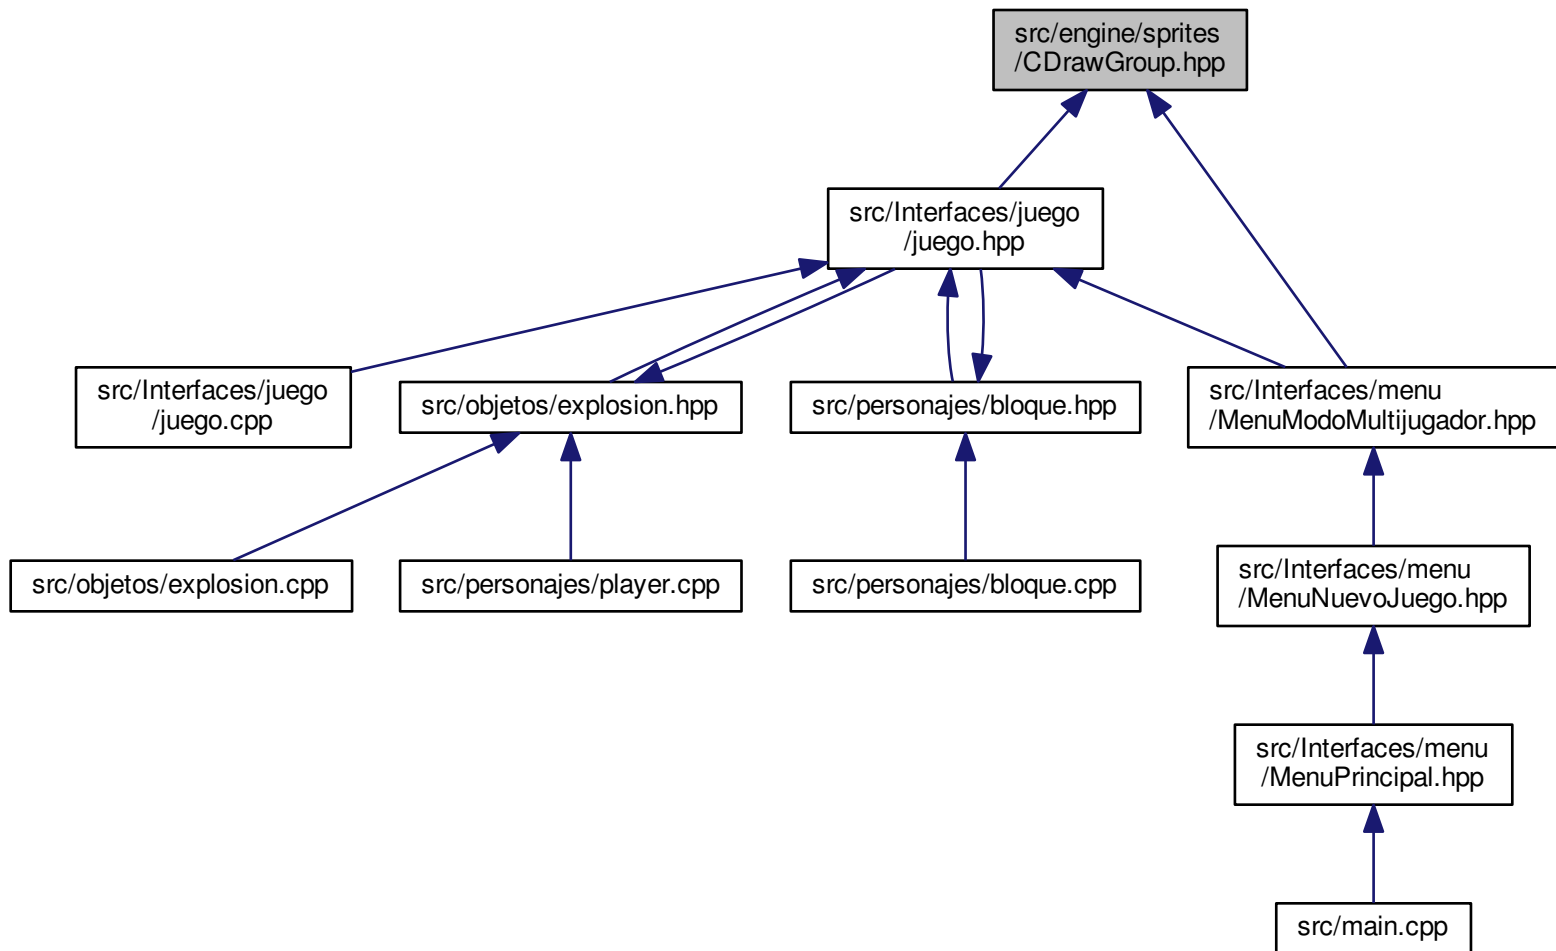 src/engine/sprites
/CDrawGroup.hpp
src/Interfaces/juego
/juego.hpp
src/Interfaces/juego
/juego.cpp
src/objetos/explosion.hpp
src/personajes/bloque.hpp
src/Interfaces/menu
/MenuModoMultijugador.hpp
src/objetos/explosion.cpp
src/personajes/player.cpp
src/personajes/bloque.cpp
src/Interfaces/menu
/MenuNuevoJuego.hpp
src/Interfaces/menu
/MenuPrincipal.hpp
src/main.cpp